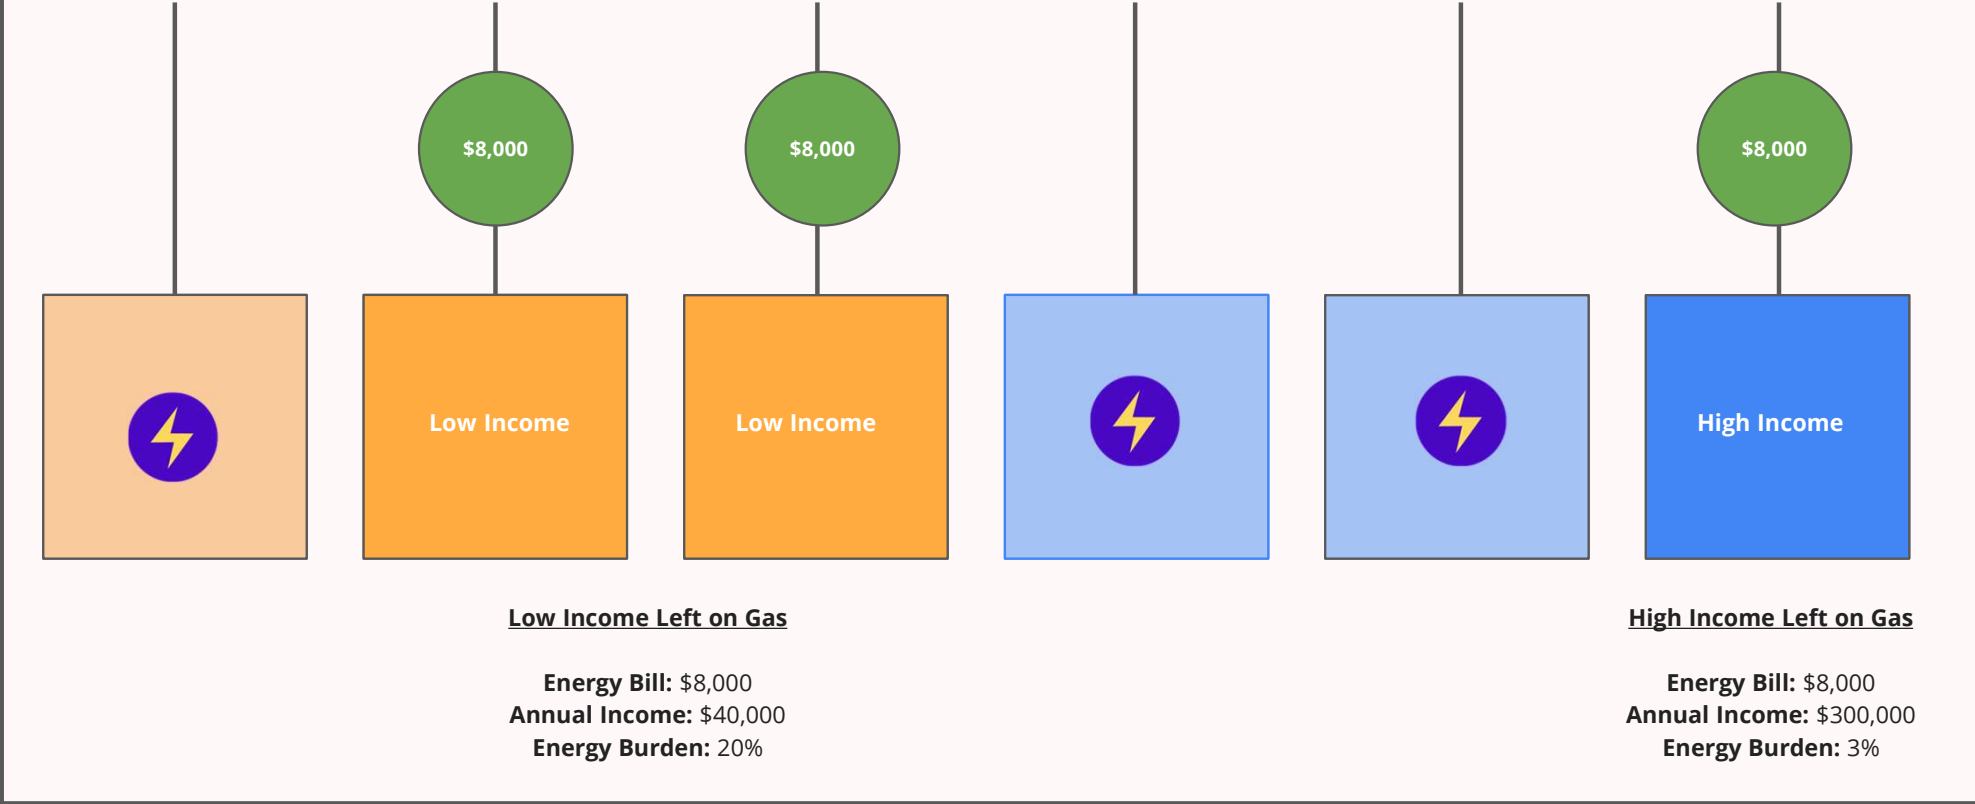 $8,000
$8,000
$8,000
Low Income
Low Income
High Income
Low Income Left on Gas
Energy Bill: $8,000
Annual Income: $40,000
Energy Burden: 20%
High Income Left on Gas
Energy Bill: $8,000
Annual Income: $300,000
Energy Burden: 3%